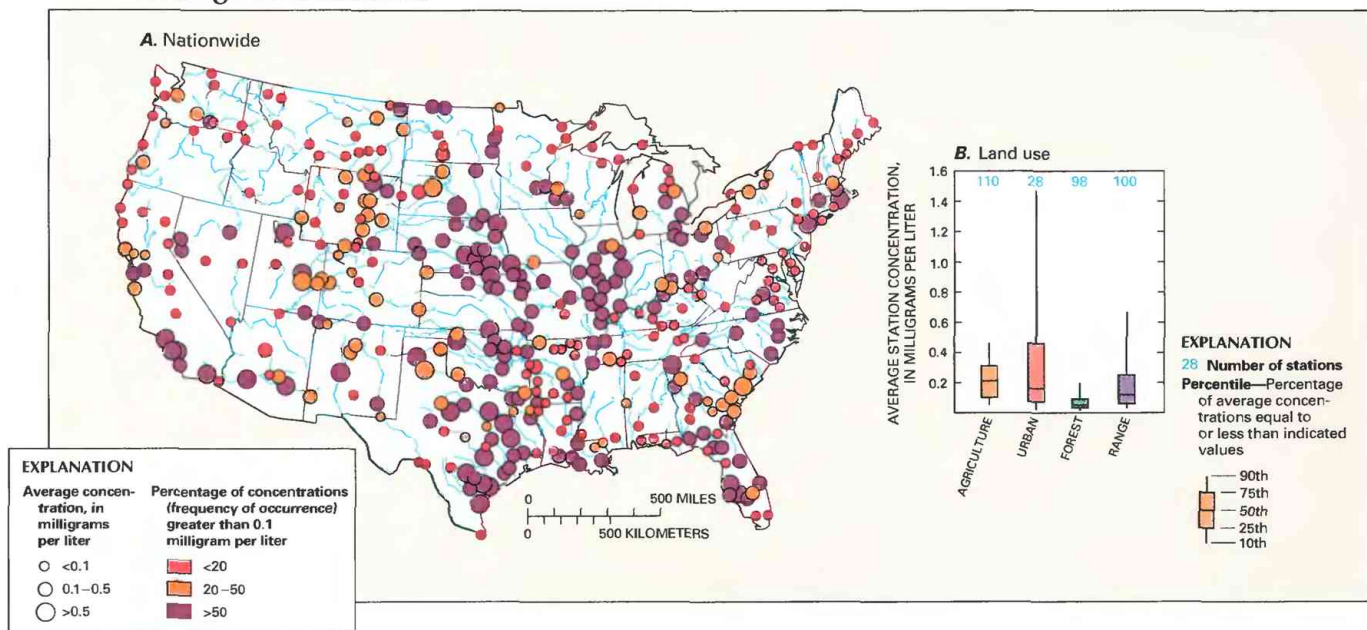 A. Nationwide
0 500 MILES
0 500 KILOMETERS
EXPLANATION
Average concen-
tration, in
milligrams
per liter
<0.1
0.1–0.5
>0.5
Percentage of concentrations
(frequency of occurrence)
greater than 0.1
milligram per liter
<20
20–50
>50
B. Land use
AVERAGE STATION CONCENTRATION,
IN MILLIGRAMS PER LITER
1.6
1.4
1.2
1.0
0.8
0.6
0.4
0.2
110 28 98 100
AGRICULTURE
URBAN
FOREST
RANGE
EXPLANATION
28 Number of stations
Percentile—Percentage
of average concen-
trations equal to
or less than indicated
values
90th
75th
50th
25th
10th